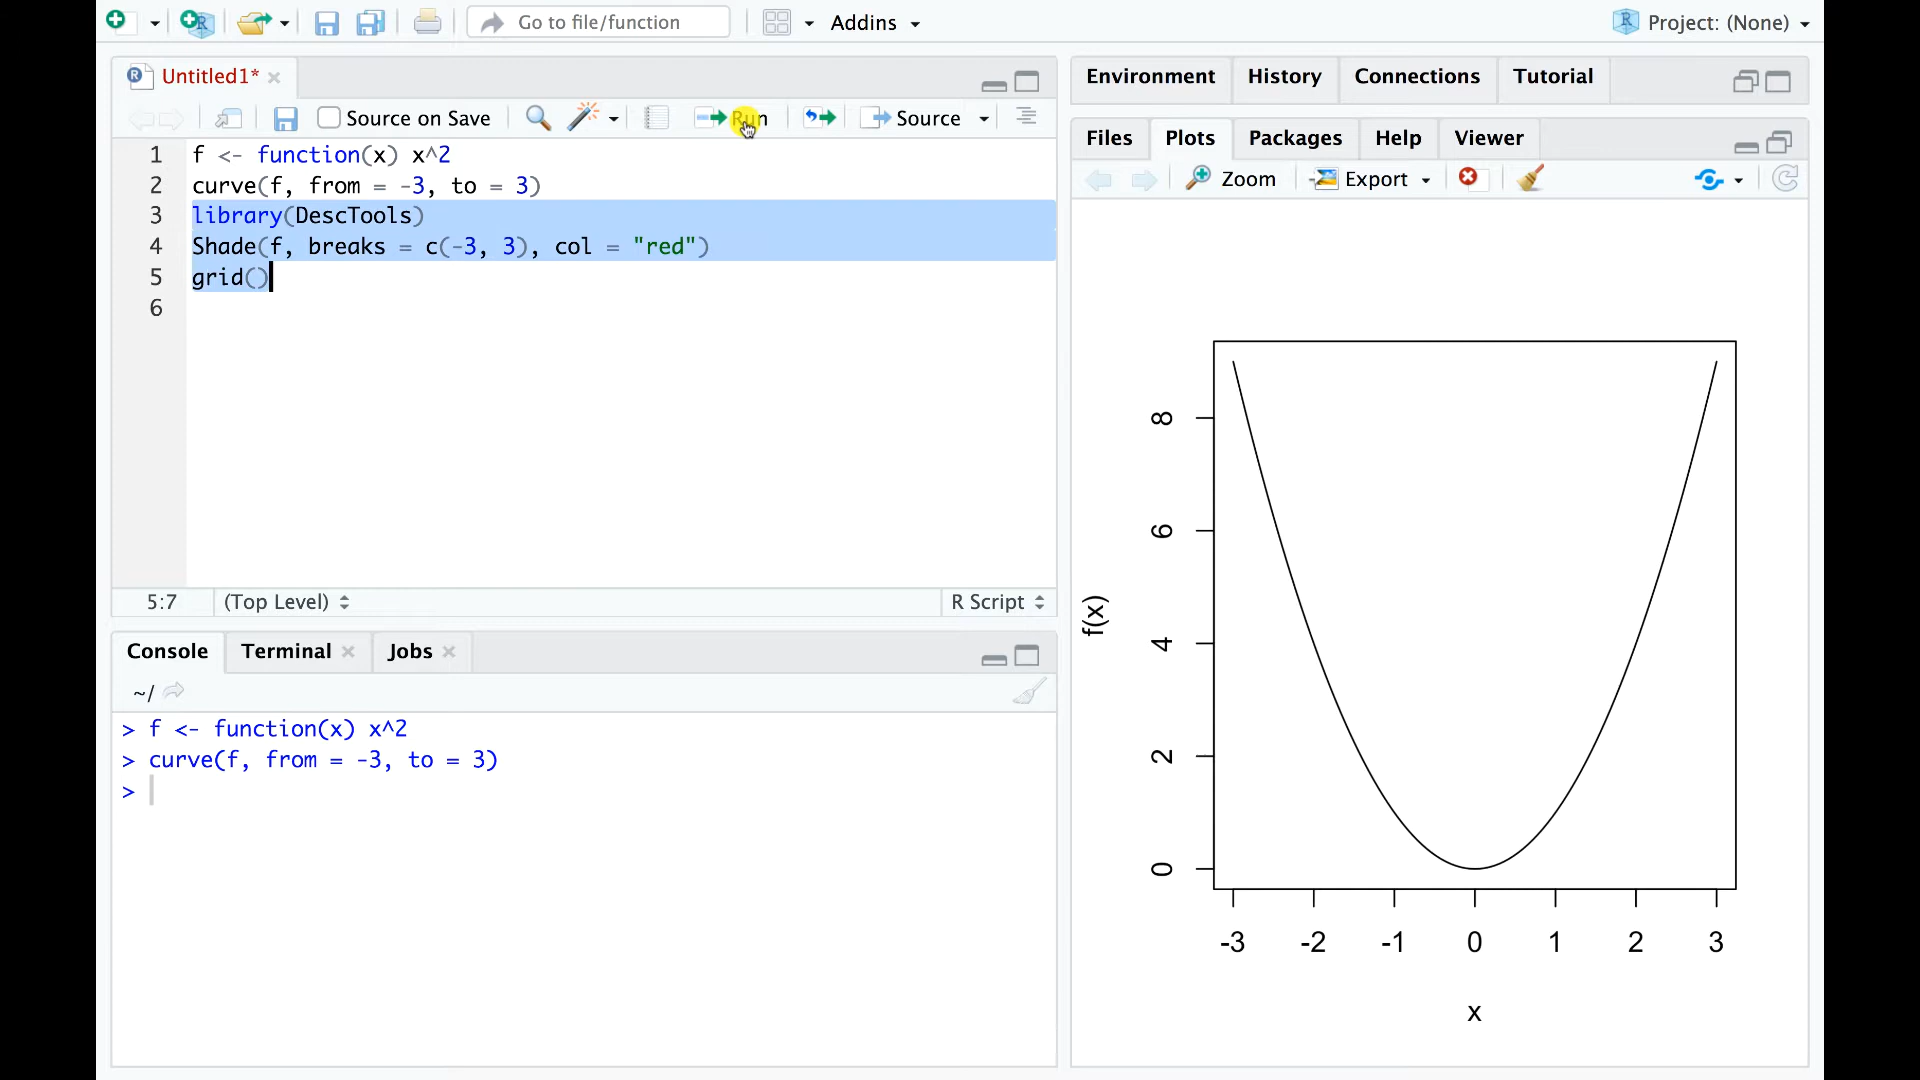 Go to file/function
Addins
Project: (None)
Untitled1*
Source on Save
Run
Source
1 f <- function(x) x^2
2 curve(f, from = -3, to = 3)
3 library(DescTools)
4 Shade(f, breaks = c(-3, 3), col = "red")
5 grid()
6
5:7
(Top Level)
R Script
Console
Terminal
Jobs
~/
> f <- function(x) x^2
> curve(f, from = -3, to = 3)
>
Environment
History
Connections
Tutorial
Files
Plots
Packages
Help
Viewer
Zoom
Export
f(x)
8
6
4
2
0
-3 -2 -1 0 1 2 3
x